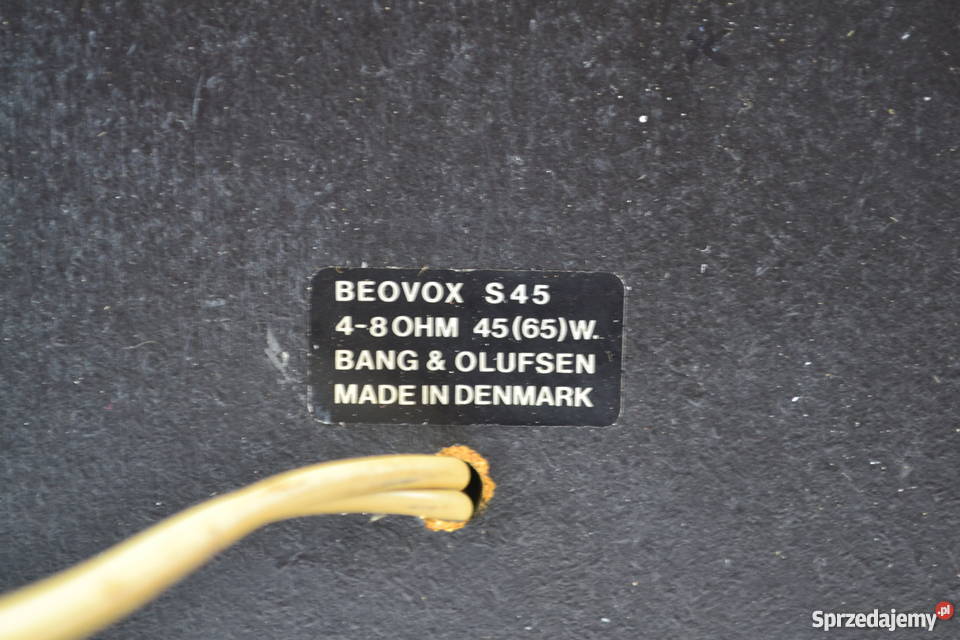 BEOVOX S45
4-8 OHM 45(65)W.
BANG & OLUFSEN
MADE IN DENMARK
Sprzedajemy.pl